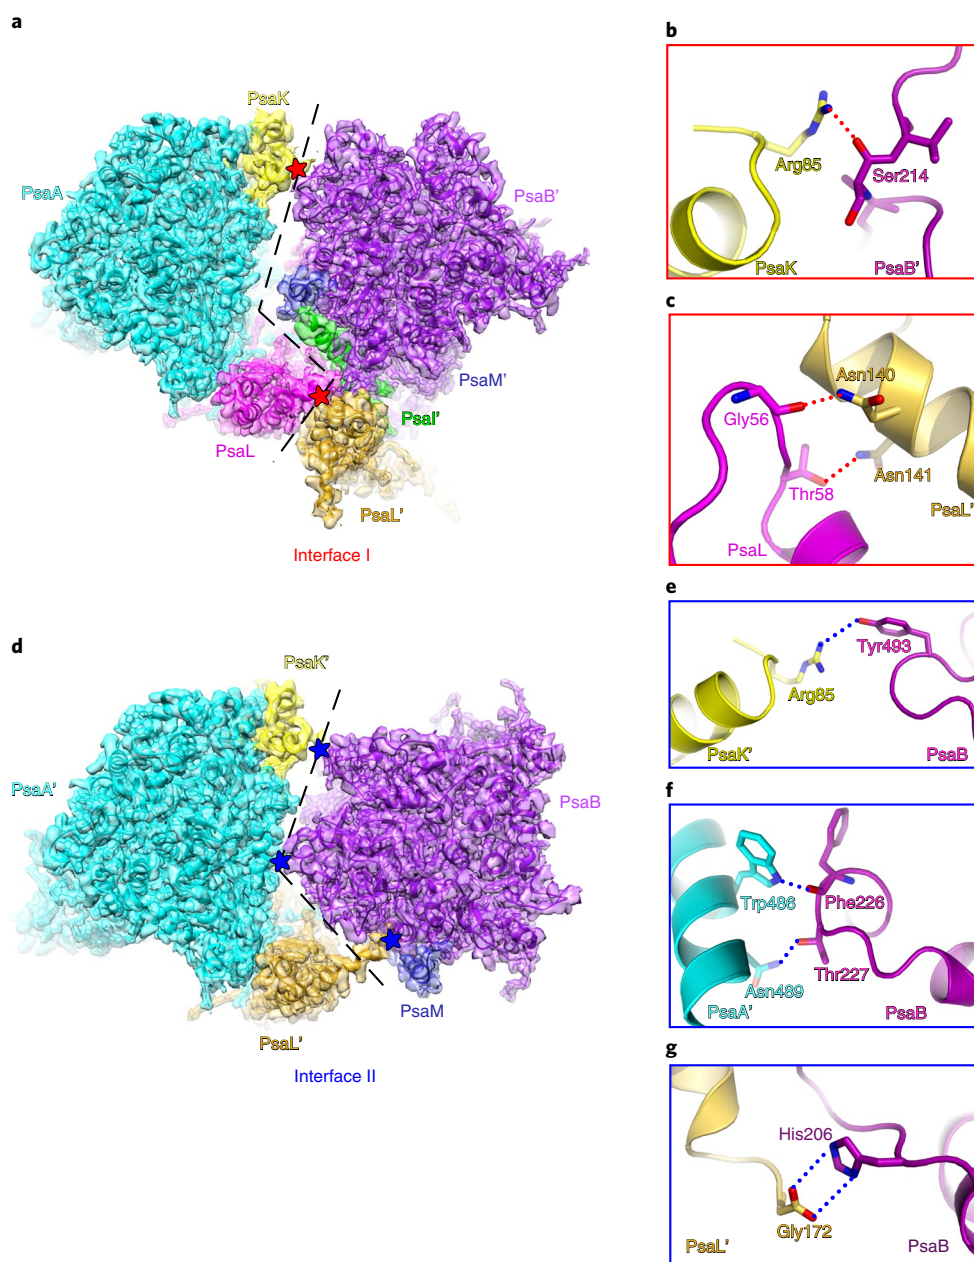 a
PsaK
PsaA
PsaB'
PsaM'
PsaI'
PsaL
PsaL'
Interface I
b
Arg85
Ser214
PsaK
PsaB'
c
Asn140
Gly56
Asn141
Thr58
PsaL'
PsaL
d
PsaK'
PsaA'
PsaB
PsaM
PsaL'
Interface II
e
Tyr493
Arg85
PsaK'
PsaB
f
Trp486
Phe226
Thr227
Asn489
PsaA'
PsaB
g
His206
Gly172
PsaL'
PsaB